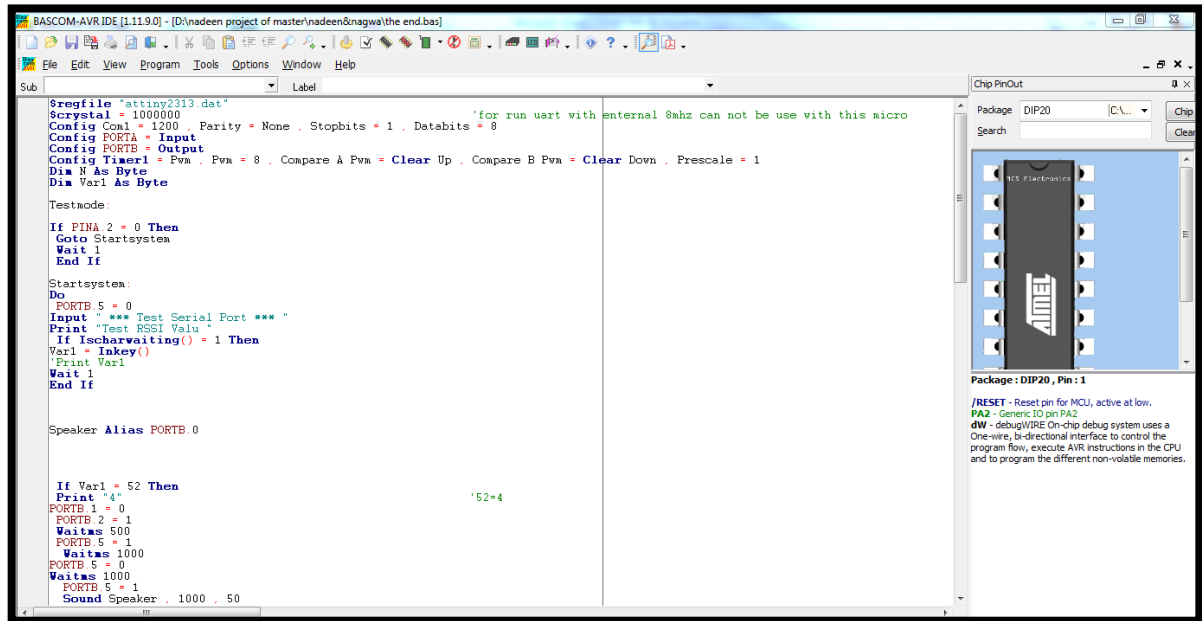 BASCOM-AVR IDE [1.11.9.0] - [D:\nadeen project of master\nadeen&nagwa\the end.bas]
File Edit View Program Tools Options Window Help
Sub Label
$regfile "attiny2313.dat"
$crystal = 1000000 'for run uart with enternal 8mhz can not be use with this micro
Config Com1 = 1200 , Parity = None , Stopbits = 1 , Databits = 8
Config PORTA = Input
Config PORTB = Output
Config Timer1 = Pwm , Pwm = 8 , Compare A Pwm = Clear Up , Compare B Pwm = Clear Down , Prescale = 1
Dim N As Byte
Dim Var1 As Byte
Testmode:
If PINA.2 = 0 Then
Goto Startsystem
Wait 1
End If
Startsystem:
Do
PORTB.5 = 0
Input " *** Test Serial Port *** "
Print "Test RSSI Valu "
If Ischarwaiting() = 1 Then
Var1 = Inkey()
'Print Var1
Wait 1
End If
Speaker Alias PORTB.0
If Var1 = 52 Then
Print "4" '52=4
PORTB.1 = 0
PORTB.2 = 1
Waitms 500
PORTB.5 = 1
Waitms 1000
PORTB.5 = 0
Waitms 1000
PORTB.5 = 1
Sound Speaker , 1000 , 50
Chip PinOut
Package DIP20 C:\... Chip
Search Clear
MCS Electronics
ATMEL
Package : DIP20 , Pin : 1
/RESET - Reset pin for MCU, active at low.
PA2 - Generic IO pin PA2
dW - debugWIRE On-chip debug system uses a
One-wire, bi-directional interface to control the
program flow, execute AVR instructions in the CPU
and to program the different non-volatile memories.